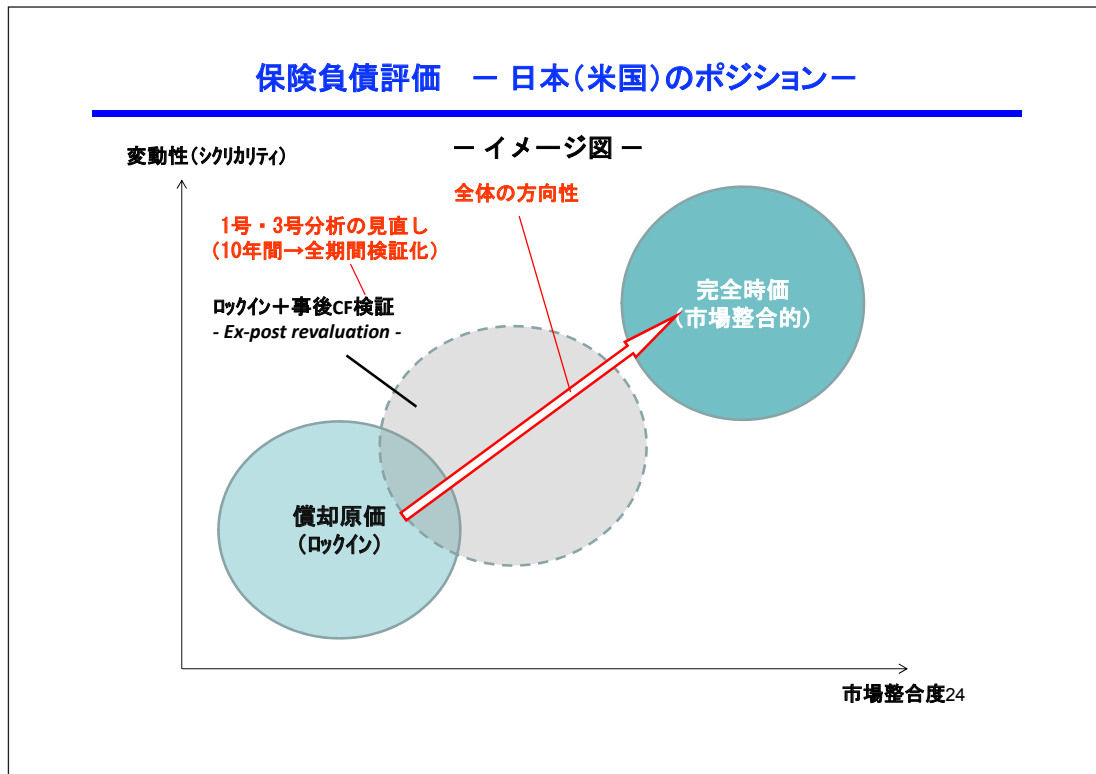 保険負債評価　－ 日本（米国）のポジション－
－ イメージ図 －
変動性（シクリカリティ）
全体の方向性
1号・3号分析の見直し
（10年間→全期間検証化）
ロックイン＋事後CF検証
- Ex-post revaluation -
完全時価
（市場整合的）
償却原価
（ロックイン）
市場整合度24